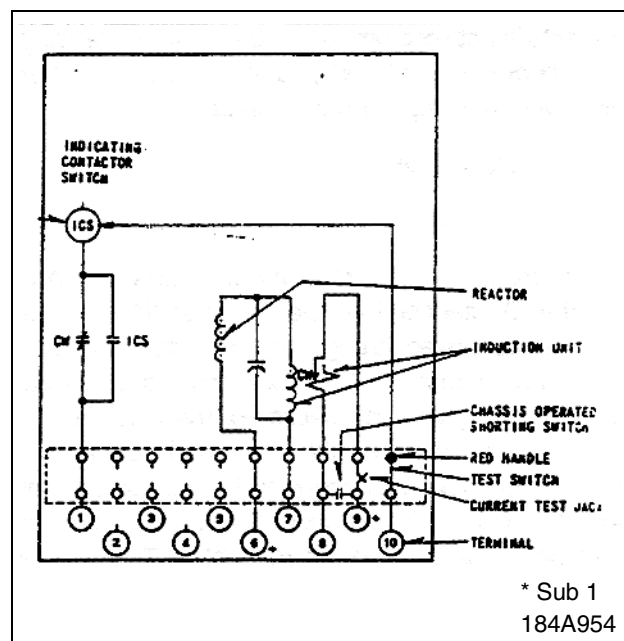 INDICATING
CONTACTOR
SWITCH
ICS
CW
ICS
REACTOR
INDUCTION UNIT
CW
CHASSIS OPERATED
SHORTING SWITCH
RED HANDLE
TEST SWITCH
CURRENT TEST JACK
1
3
5
7
9 +
2
4
6 +
8
10
TERMINAL
* Sub 1
184A954